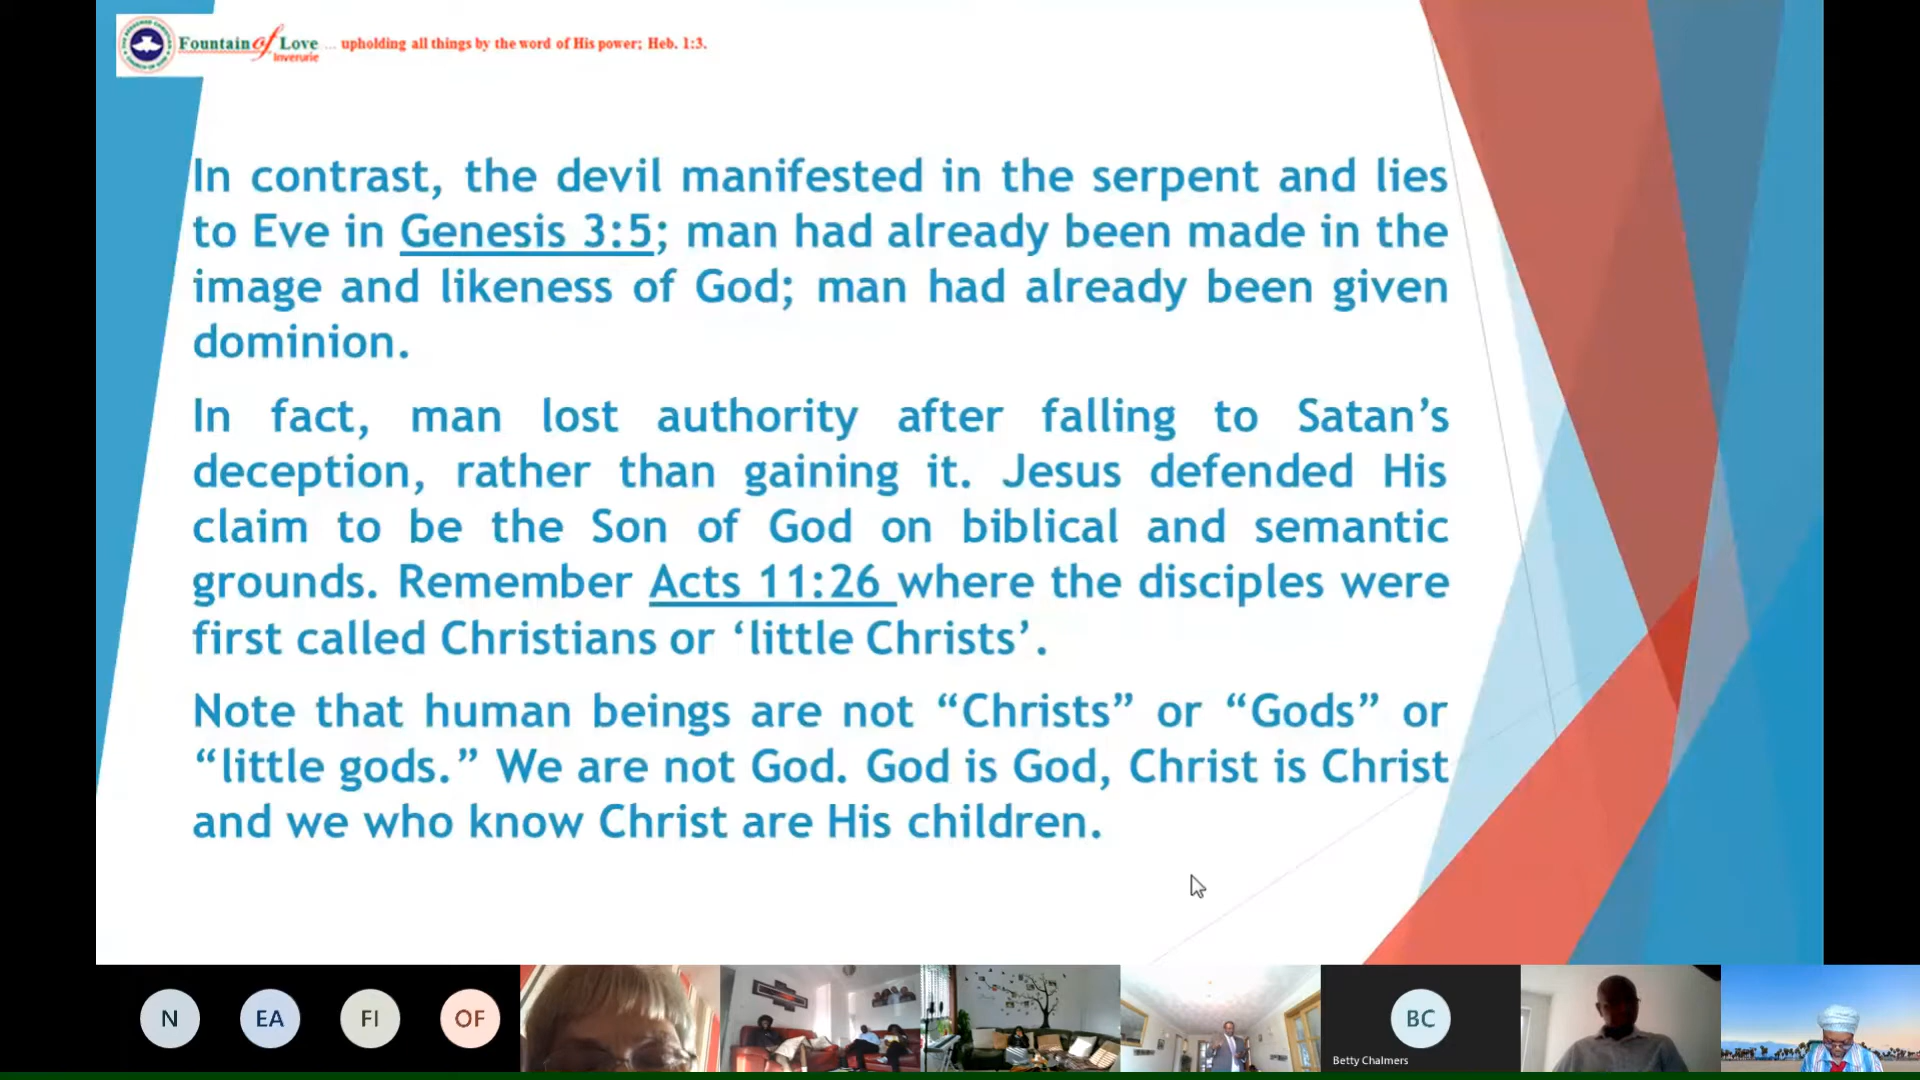 Fountain of Love ... upholding all things by the word of His power; Heb. 1:3.
Inverurie
In contrast, the devil manifested in the serpent and lies
to Eve in Genesis 3:5; man had already been made in the
image and likeness of God; man had already been given
dominion.
In fact, man lost authority after falling to Satan’s
deception, rather than gaining it. Jesus defended His
claim to be the Son of God on biblical and semantic
grounds. Remember Acts 11:26 where the disciples were
first called Christians or ‘little Christs’.
Note that human beings are not “Christs” or “Gods” or
“little gods.” We are not God. God is God, Christ is Christ
and we who know Christ are His children.
N EA FI OF BC
Betty Chalmers